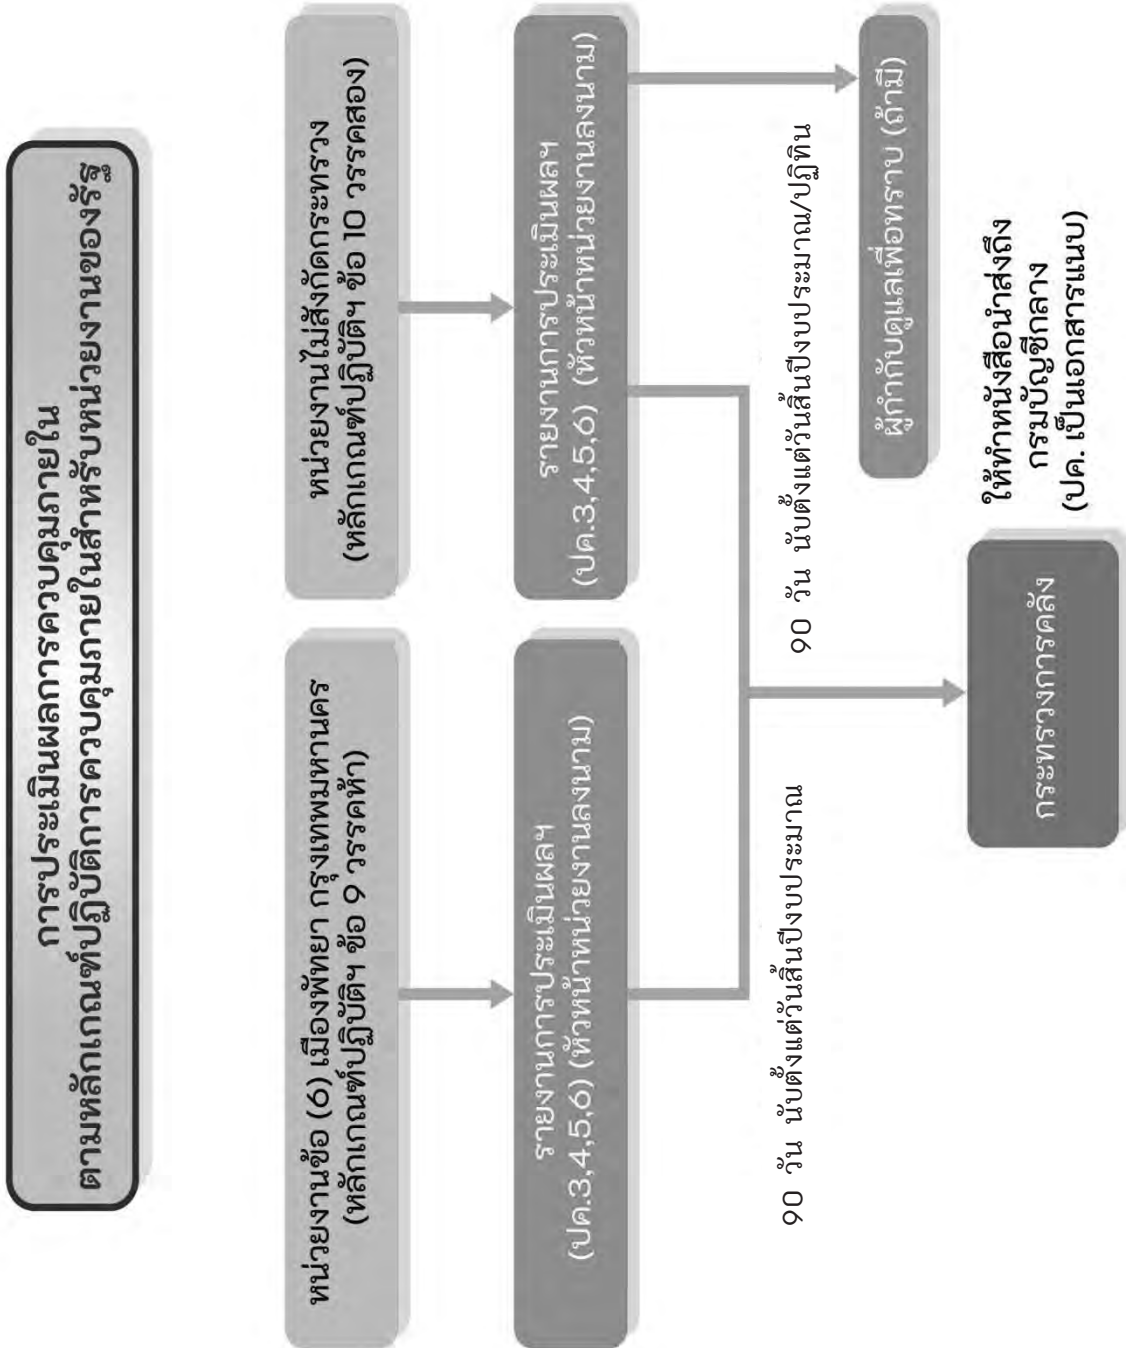 การประเมินผลการควบคุมภายใน
ตามหลักเกณฑ์ปฏิบัติการควบคุมภายในสำหรับหน่วยงานของรัฐ
หน่วยงานข้อ (6) เมืองพัทยา กรุงเทพมหานคร
(หลักเกณฑ์ปฏิบัติฯ ข้อ 9 วรรคห้า)
รายงานการประเมินผลฯ
(ปค.3,4,5,6) (หัวหน้าหน่วยงานลงนาม)
90 วัน นับตั้งแต่วันสิ้นปีงบประมาณ
หน่วยงานไม่สังกัดกระทรวง
(หลักเกณฑ์ปฏิบัติฯ ข้อ 10 วรรคสอง)
รายงานการประเมินผลฯ
(ปค.3,4,5,6) (หัวหน้าหน่วยงานลงนาม)
90 วัน นับตั้งแต่วันสิ้นปีงบประมาณ/ปฏิทิน
ผู้กำกับดูแลเพื่อทราบ (ถ้ามี)
กระทรวงการคลัง
ให้ทำหนังสือนำส่งถึง
กรมบัญชีกลาง
(ปค. เป็นเอกสารแนบ)